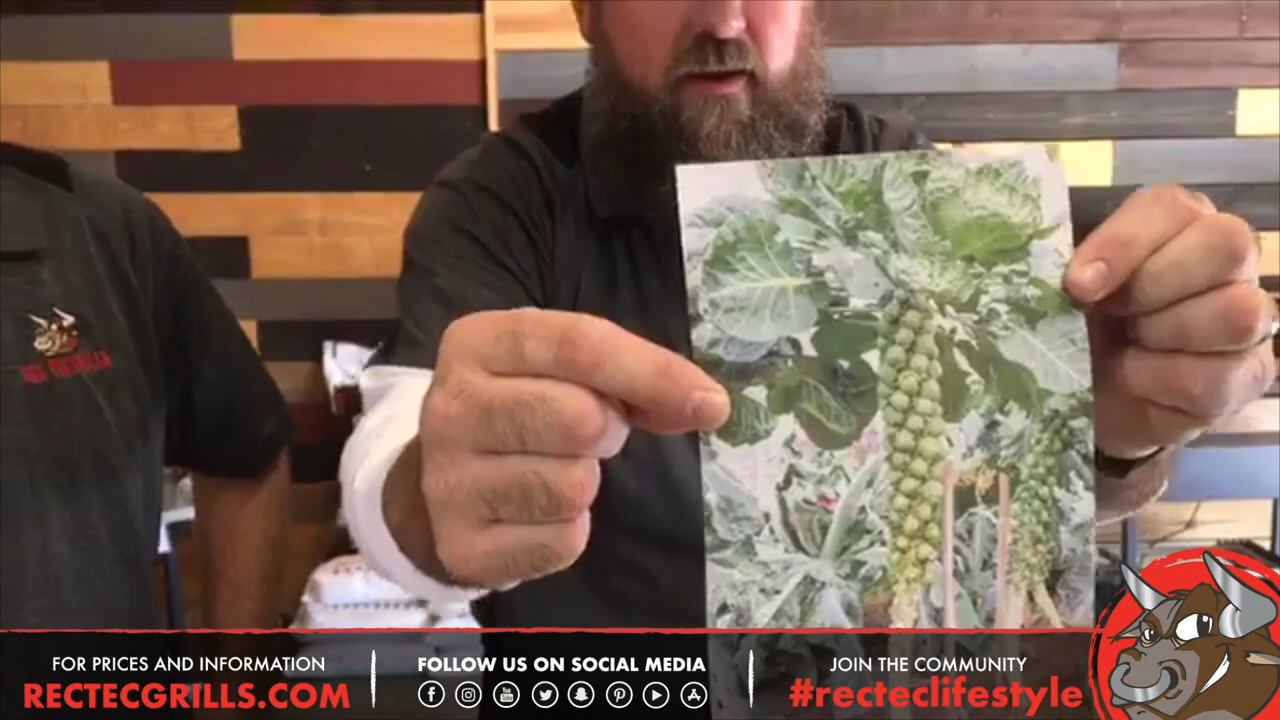 FOR PRICES AND INFORMATION
RECTECGRILLS.COM
FOLLOW US ON SOCIAL MEDIA
JOIN THE COMMUNITY
#recteclifestyle